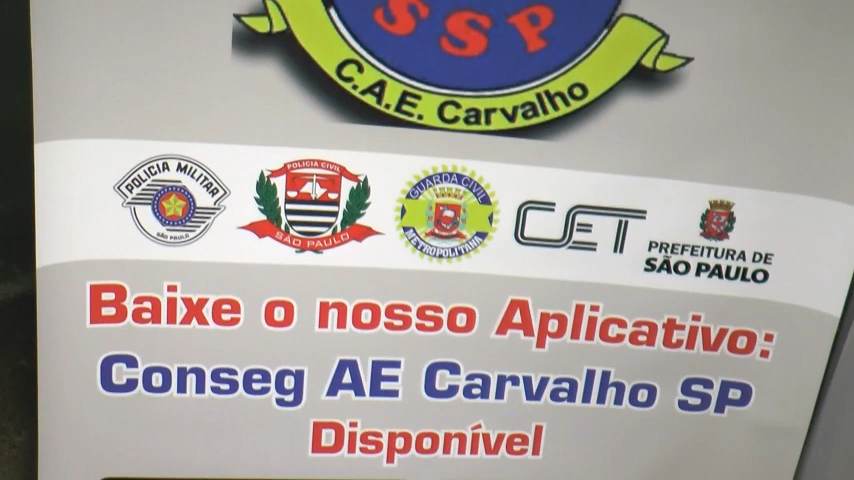 SSP
C.A.E. Carvalho
POLICIA MILITAR
SÃO PAULO
POLICIA CIVIL
SÃO PAULO
GUARDA CIVIL
METROPOLITANA
CET
PREFEITURA DE
SÃO PAULO
Baixe o nosso Aplicativo:
Conseg AE Carvalho SP
Disponível